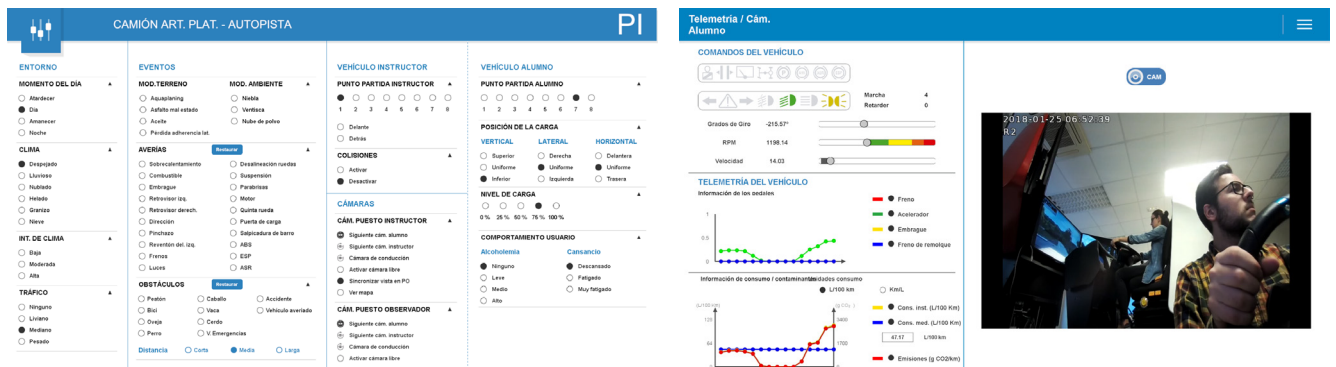 CAMIÓN ART. PLAT. - AUTOPISTA
PI
ENTORNO
MOMENTO DEL DÍA
Atardecer
Día
Amanecer
Noche
CLIMA
Despejado
Lluvioso
Nublado
Helado
Granizo
Nieve
INT. DE CLIMA
Baja
Moderada
Alta
TRÁFICO
Ninguno
Liviano
Mediano
Pesado
EVENTOS
MOD.TERRENO
Aquaplaning
Asfalto mal estado
Aceite
Pérdida adherencia lat.
MOD. AMBIENTE
Niebla
Ventisca
Nube de polvo
AVERÍAS Restaurar
Sobrecalentamiento
Combustible
Embrague
Retrovisor izq.
Retrovisor derech.
Dirección
Pinchazo
Reventón del. izq.
Frenos
Luces
Desalineación ruedas
Suspensión
Parabrisas
Motor
Quinta rueda
Puerta de carga
Salpicadura de barro
ABS
ESP
ASR
OBSTÁCULOS Restaurar
Peatón Caballo Accidente
Bici Vaca Vehículo averiado
Oveja Cerdo
Perro V. Emergencias
Distancia Corta Media Larga
VEHÍCULO INSTRUCTOR
PUNTO PARTIDA INSTRUCTOR
1 2 3 4 5 6 7 8
Delante
Detrás
COLISIONES
Activar
Desactivar
CÁMARAS
CÁM. PUESTO INSTRUCTOR
Siguiente cám. alumno
Siguiente cám. instructor
Cámara de conducción
Activar cámara libre
Sincronizar vista en PO
Ver mapa
CÁM. PUESTO OBSERVADOR
Siguiente cám. alumno
Siguiente cám. instructor
Cámara de conducción
Activar cámara libre
VEHÍCULO ALUMNO
PUNTO PARTIDA ALUMNO
1 2 3 4 5 6 7 8
POSICIÓN DE LA CARGA
VERTICAL LATERAL HORIZONTAL
Superior Derecha Delantera
Uniforme Uniforme Uniforme
Inferior Izquierda Trasera
NIVEL DE CARGA
0 % 25 % 50 % 75 % 100 %
COMPORTAMIENTO USUARIO
Alcoholemia Cansancio
Ninguno Descansado
Leve Fatigado
Medio Muy fatigado
Alto
Telemetría / Cám.
Alumno
COMANDOS DEL VEHÍCULO
Marcha 4
Retarder 0
Grados de Giro -215.57°
RPM 1198.14
Velocidad 14.03
TELEMETRÍA DEL VEHÍCULO
Información de los pedales
1
0.5
0
Freno
Acelerador
Embrague
Freno de remolque
Información de consumo / contaminantes
Unidades consumo
L/100 km Km/L
(L/100 km)
120
60
3400
1700
Cons. inst. (L/100 Km)
Cons. med. (L/100 Km)
47.17 L/100 km
Emisiones (g CO2/km)
CAM
2018-01-25 06:52:39
R2